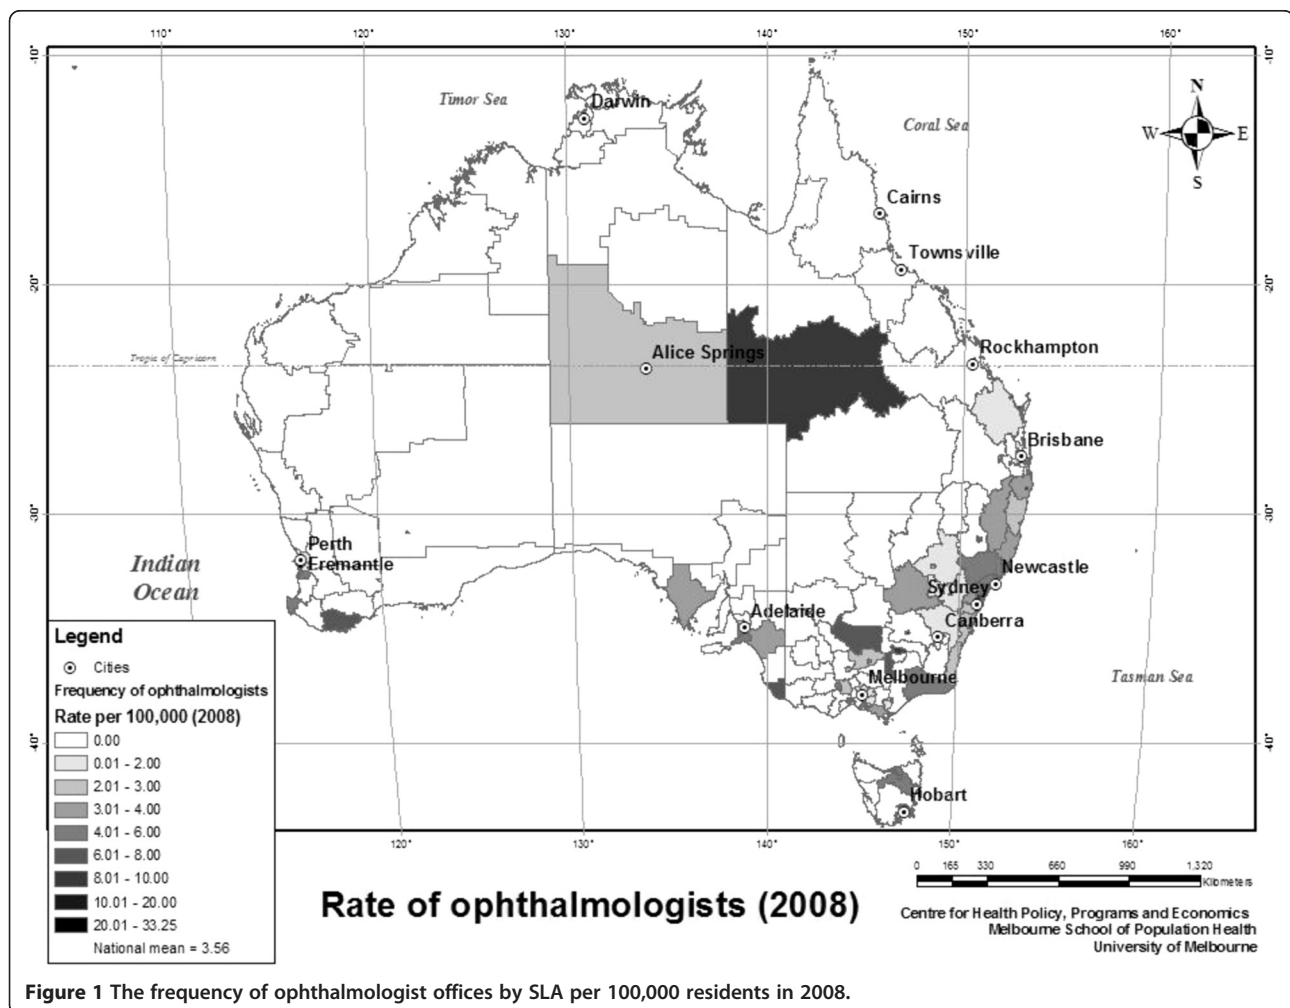 110°
120°
130°
140°
150°
160°
-10°
-10°
Timor Sea
Darwin
Coral Sea
N
W
E
S
Cairns
Townsville
-20°
-20°
Tropic of Capricorn
Alice Springs
Rockhampton
Brisbane
-30°
-30°
Indian
Ocean
Perth
Fremantle
Newcastle
Sydney
Adelaide
Canberra
Melbourne
Tasman Sea
-40°
-40°
Hobart
Legend
Cities
Frequency of ophthalmologists
Rate per 100,000 (2008)
0.00
0.01 - 2.00
2.01 - 3.00
3.01 - 4.00
4.01 - 6.00
6.01 - 8.00
8.01 - 10.00
10.01 - 20.00
20.01 - 33.25
National mean = 3.56
120°
130°
140°
150°
160°
0 165 330 660 990 1,320
Kilometers
Rate of ophthalmologists (2008)
Centre for Health Policy, Programs and Economics
Melbourne School of Population Health
University of Melbourne
Figure 1 The frequency of ophthalmologist offices by SLA per 100,000 residents in 2008.